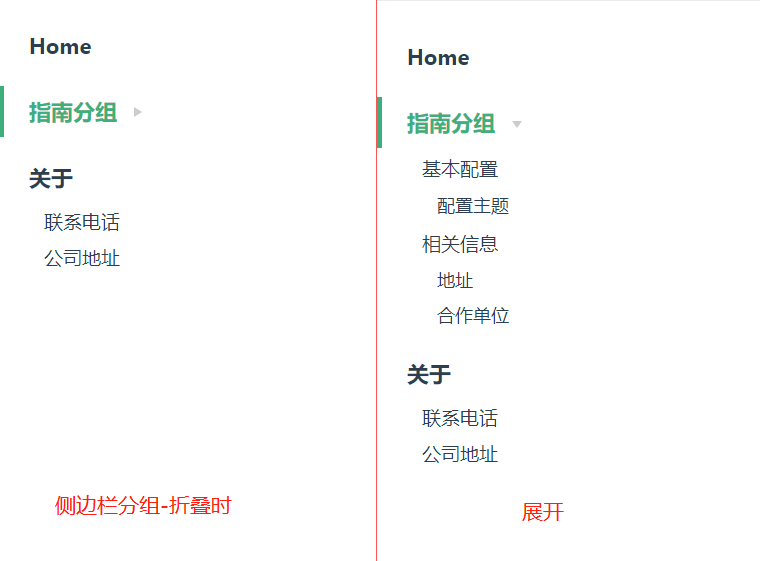 Home
指南分组
关于
联系电话
公司地址
侧边栏分组-折叠时
Home
指南分组
基本配置
配置主题
相关信息
地址
合作单位
关于
联系电话
公司地址
展开